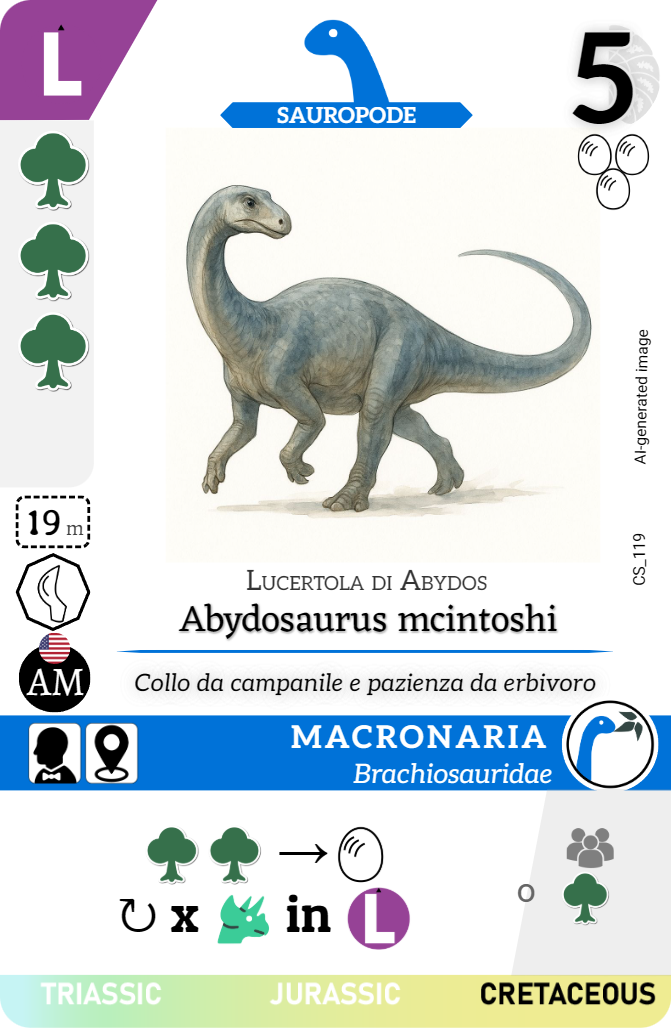 L
5
SAUROPODE
AI-generated image
CS_119
19 m
LUCERTOLA DI ABYDOS
Abydosaurus mcintoshi
AM
Collo da campanile e pazienza da erbivoro
MACRONARIA
Brachiosauridae
→
↻ x in L
o
TRIASSIC JURASSIC CRETACEOUS